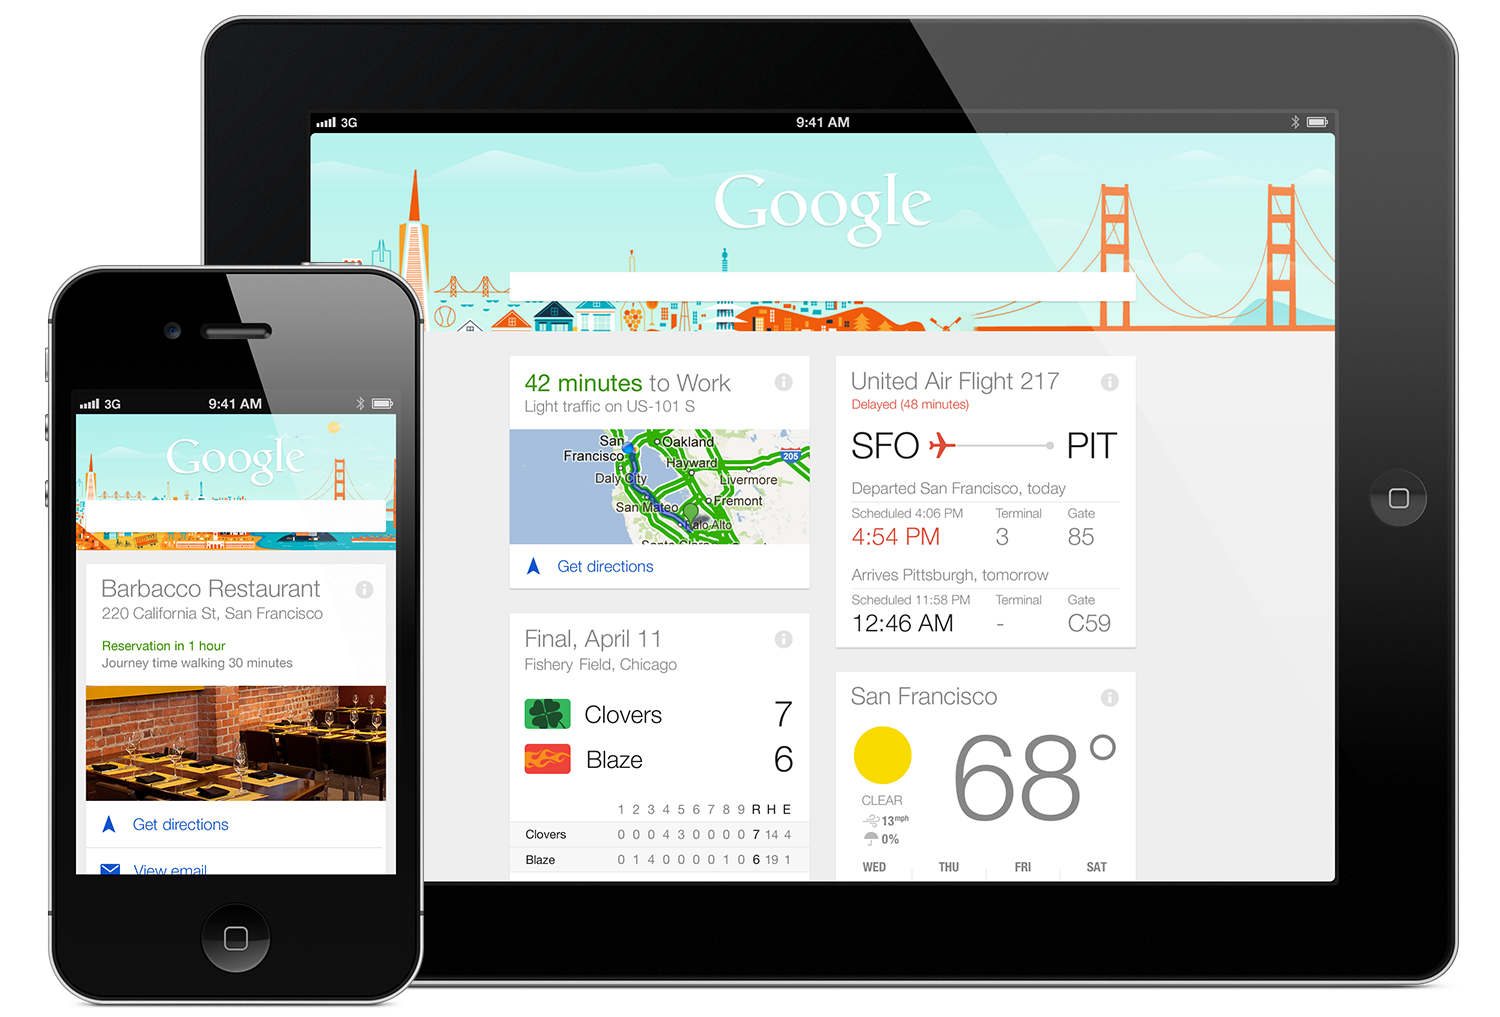 3G 9:41 AM
Google
42 minutes to Work
Light traffic on US-101 S
San Francisco
Oakland
Hayward
205
Daly City
Livermore
San Mateo
Fremont
Palo Alto
Santa Clara
Get directions
Final, April 11
Fishery Field, Chicago
Clovers 7
Blaze 6
1 2 3 4 5 6 7 8 9 R H E
Clovers 0 0 0 4 3 0 0 0 0 7 14 4
Blaze 0 1 4 0 0 0 0 1 0 6 19 1
United Air Flight 217
Delayed (48 minutes)
SFO PIT
Departed San Francisco, today
Scheduled 4:06 PM Terminal Gate
4:54 PM 3 85
Arrives Pittsburgh, tomorrow
Scheduled 11:58 PM Terminal Gate
12:46 AM - C59
San Francisco
68°
CLEAR
13mph
0%
WED THU FRI SAT
3G 9:41 AM
Google
Barbacco Restaurant
220 California St, San Francisco
Reservation in 1 hour
Journey time walking 30 minutes
Get directions
View email